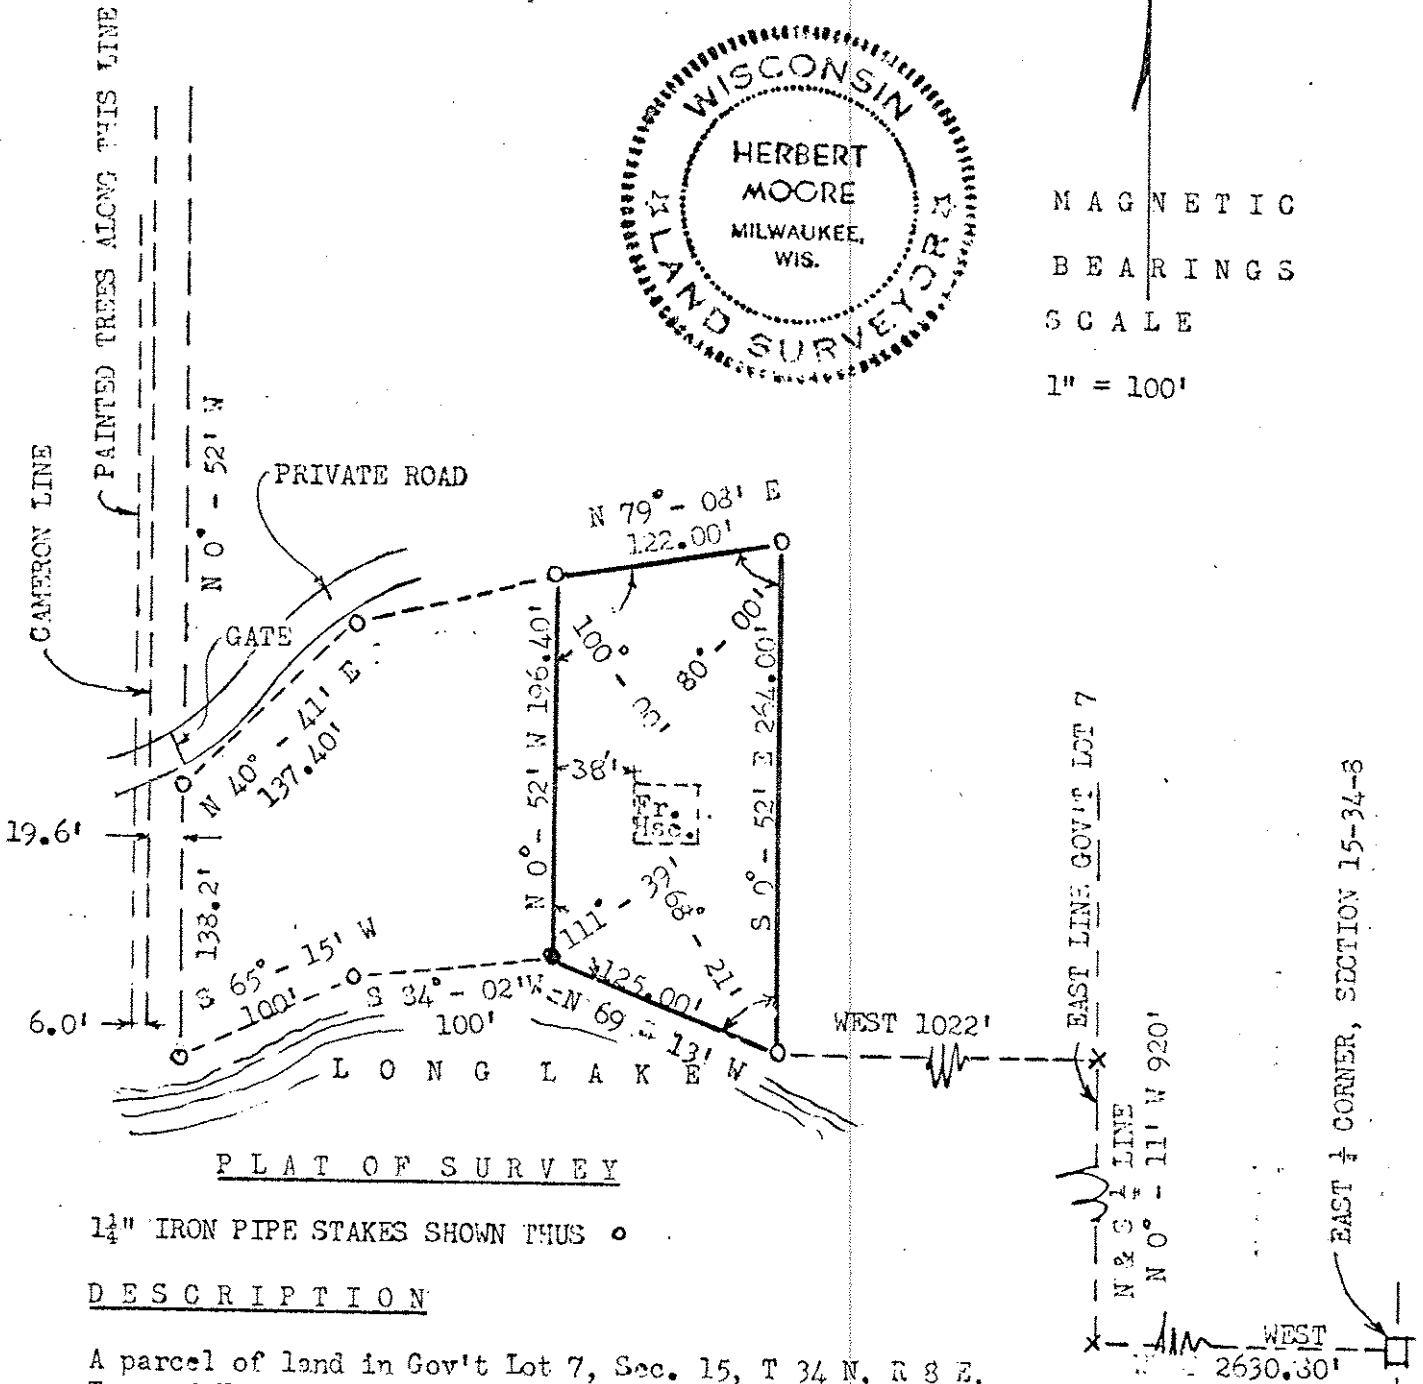 PAINTED TREES ALONG THIS LINE
CAMERON LINE
N 0° - 52' W
WISCONSIN
HERBERT
MOORE
MILWAUKEE,
WIS.
LAND SURVEYOR
MAGNETIC
BEARINGS
SCALE
1" = 100'
PRIVATE ROAD
GATE
N 40° - 41' E
137.40'
N 79° - 08' E
122.00'
100° - 00'
80° - 00'
N 0° - 52' W 196.40'
S 0° - 52' E 264.00'
38'
Hse.
111° - 39'
68° - 21'
125.00'
N 69 - 13' W
19.6'
138.2'
6.0'
S 65° - 15' W
100'
S 84° - 02' W
100'
LONG LAKE
WEST 1022'
EAST LINE GOV'T LOT 7
N & S ¼ LINE
N 0° - 11' W 920'
EAST ¼ CORNER, SECTION 15-34-8
WEST
2630.30'
PLAT OF SURVEY
1¼" IRON PIPE STAKES SHOWN THUS o
DESCRIPTION
A parcel of land in Gov't Lot 7, Sec. 15, T 34 N, R 8 E,